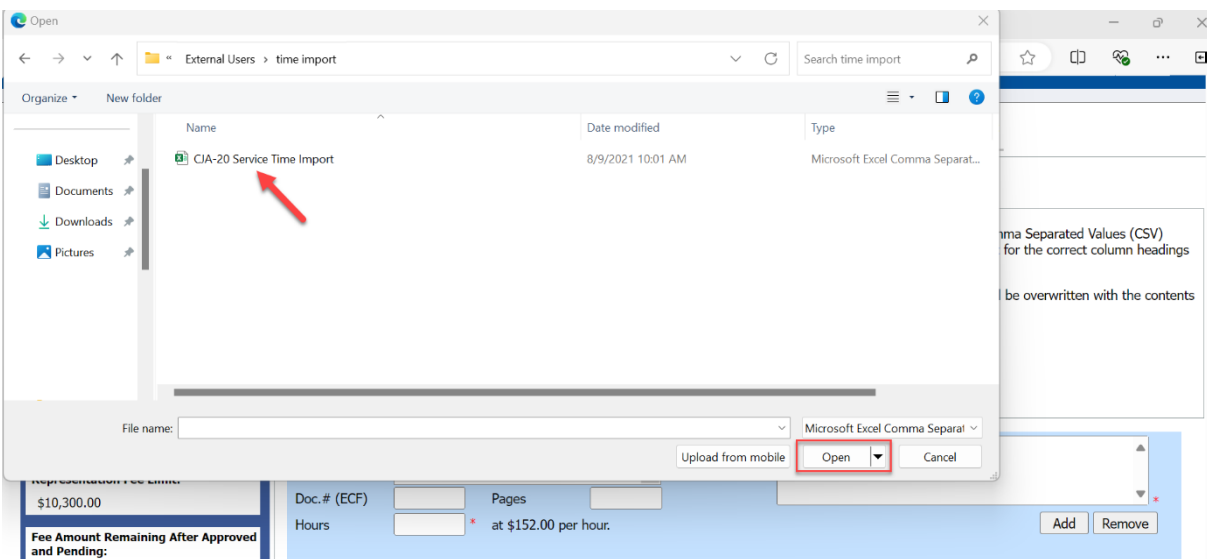 Open
« External Users > time import
Search time import
Organize
New folder
Name
Date modified
Type
Desktop
CJA-20 Service Time Import
8/9/2021 10:01 AM
Microsoft Excel Comma Separat...
Documents
Downloads
Pictures
Comma Separated Values (CSV)
for the correct column headings
be overwritten with the contents
File name:
Microsoft Excel Comma Separat
Upload from mobile
Open
Cancel
Representation Fee Limit:
$10,300.00
Doc.# (ECF)
Pages
*
Hours
* at $152.00 per hour.
Add
Remove
Fee Amount Remaining After Approved
and Pending: